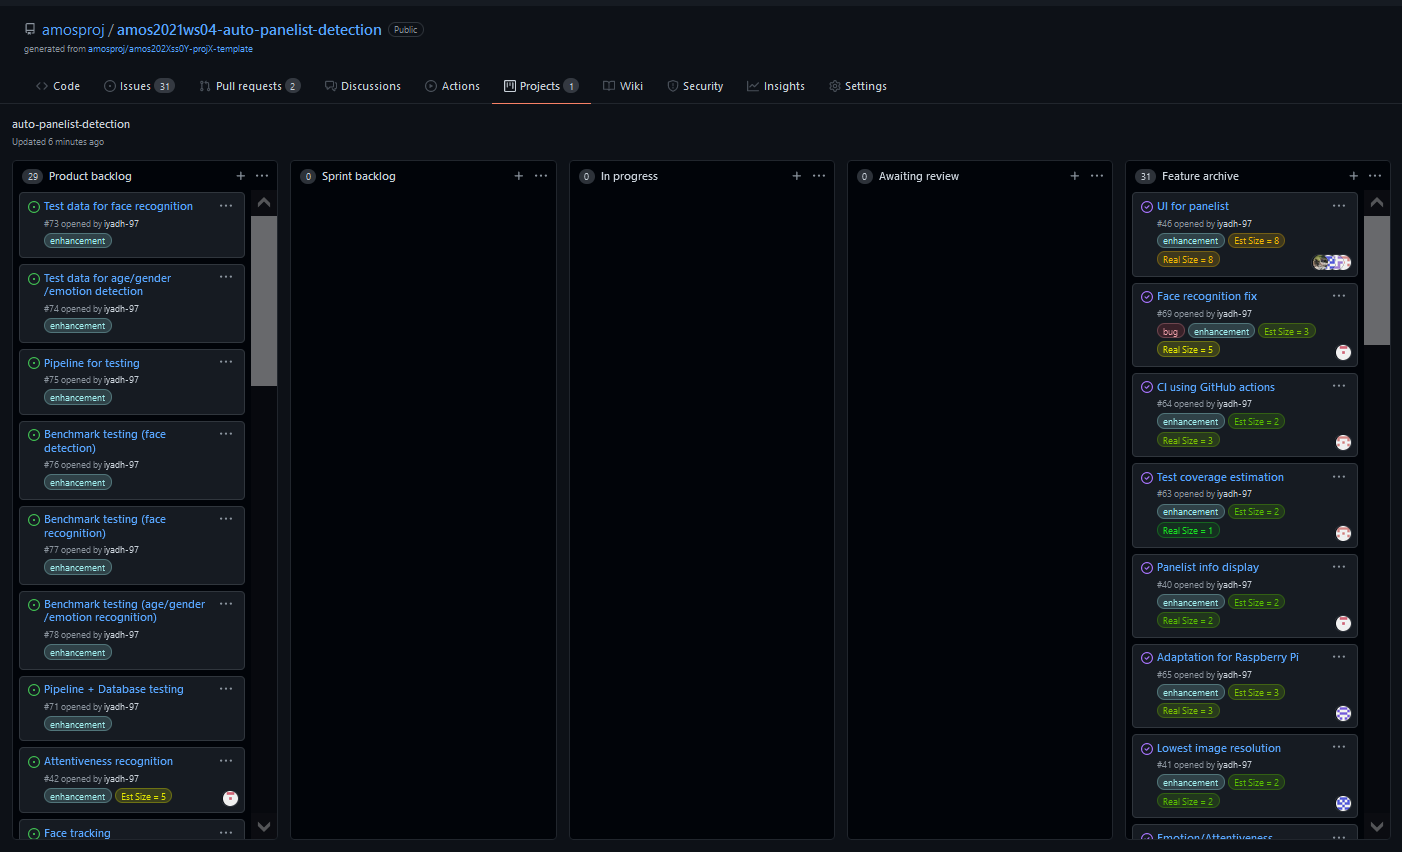 amosproj / amos2021ws04-auto-panelist-detection Public
generated from amosproj/amos202Xss0Y-projX-template
Code Issues 31 Pull requests 2 Discussions Actions Projects 1 Wiki Security Insights Settings
auto-panelist-detection
Updated 6 minutes ago
29 Product backlog
Test data for face recognition
#73 opened by iyadh-97
enhancement
Test data for age/gender
/emotion detection
#74 opened by iyadh-97
enhancement
Pipeline for testing
#75 opened by iyadh-97
enhancement
Benchmark testing (face
detection)
#76 opened by iyadh-97
enhancement
Benchmark testing (face
recognition)
#77 opened by iyadh-97
enhancement
Benchmark testing (age/gender
/emotion recognition)
#78 opened by iyadh-97
enhancement
Pipeline + Database testing
#71 opened by iyadh-97
enhancement
Attentiveness recognition
#42 opened by iyadh-97
enhancement Est Size = 5
Face tracking
0 Sprint backlog
0 In progress
0 Awaiting review
31 Feature archive
UI for panelist
#46 opened by iyadh-97
enhancement Est Size = 8
Real Size = 8
Face recognition fix
#69 opened by iyadh-97
bug enhancement Est Size = 3
Real Size = 5
CI using GitHub actions
#64 opened by iyadh-97
enhancement Est Size = 2
Real Size = 3
Test coverage estimation
#63 opened by iyadh-97
enhancement Est Size = 2
Real Size = 1
Panelist info display
#40 opened by iyadh-97
enhancement Est Size = 2
Real Size = 2
Adaptation for Raspberry Pi
#65 opened by iyadh-97
enhancement Est Size = 3
Real Size = 3
Lowest image resolution
#41 opened by iyadh-97
enhancement Est Size = 2
Real Size = 2
Emotion/Attentiveness